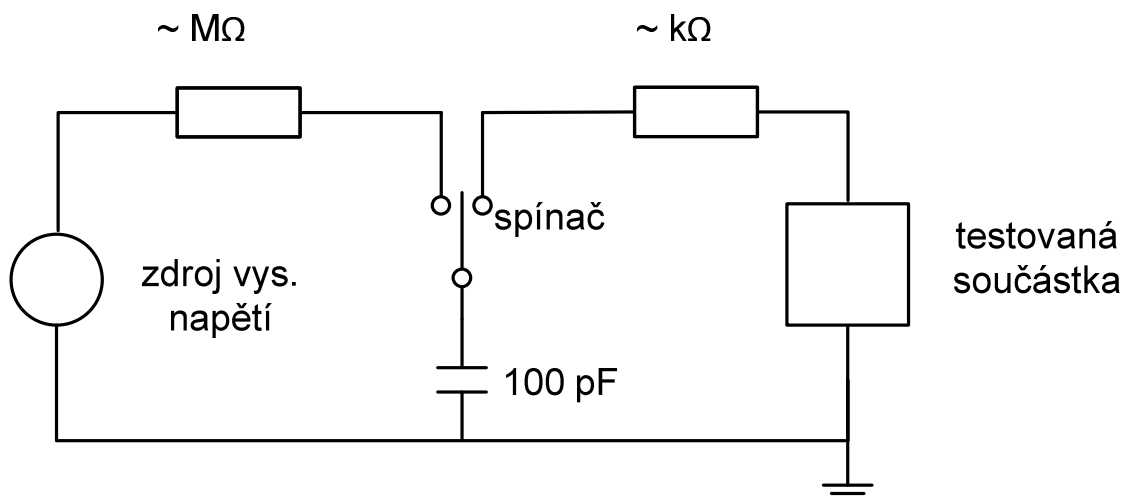 ~ MΩ
~ kΩ
spínač
zdroj vys.
napětí
testovaná
součástka
100 pF